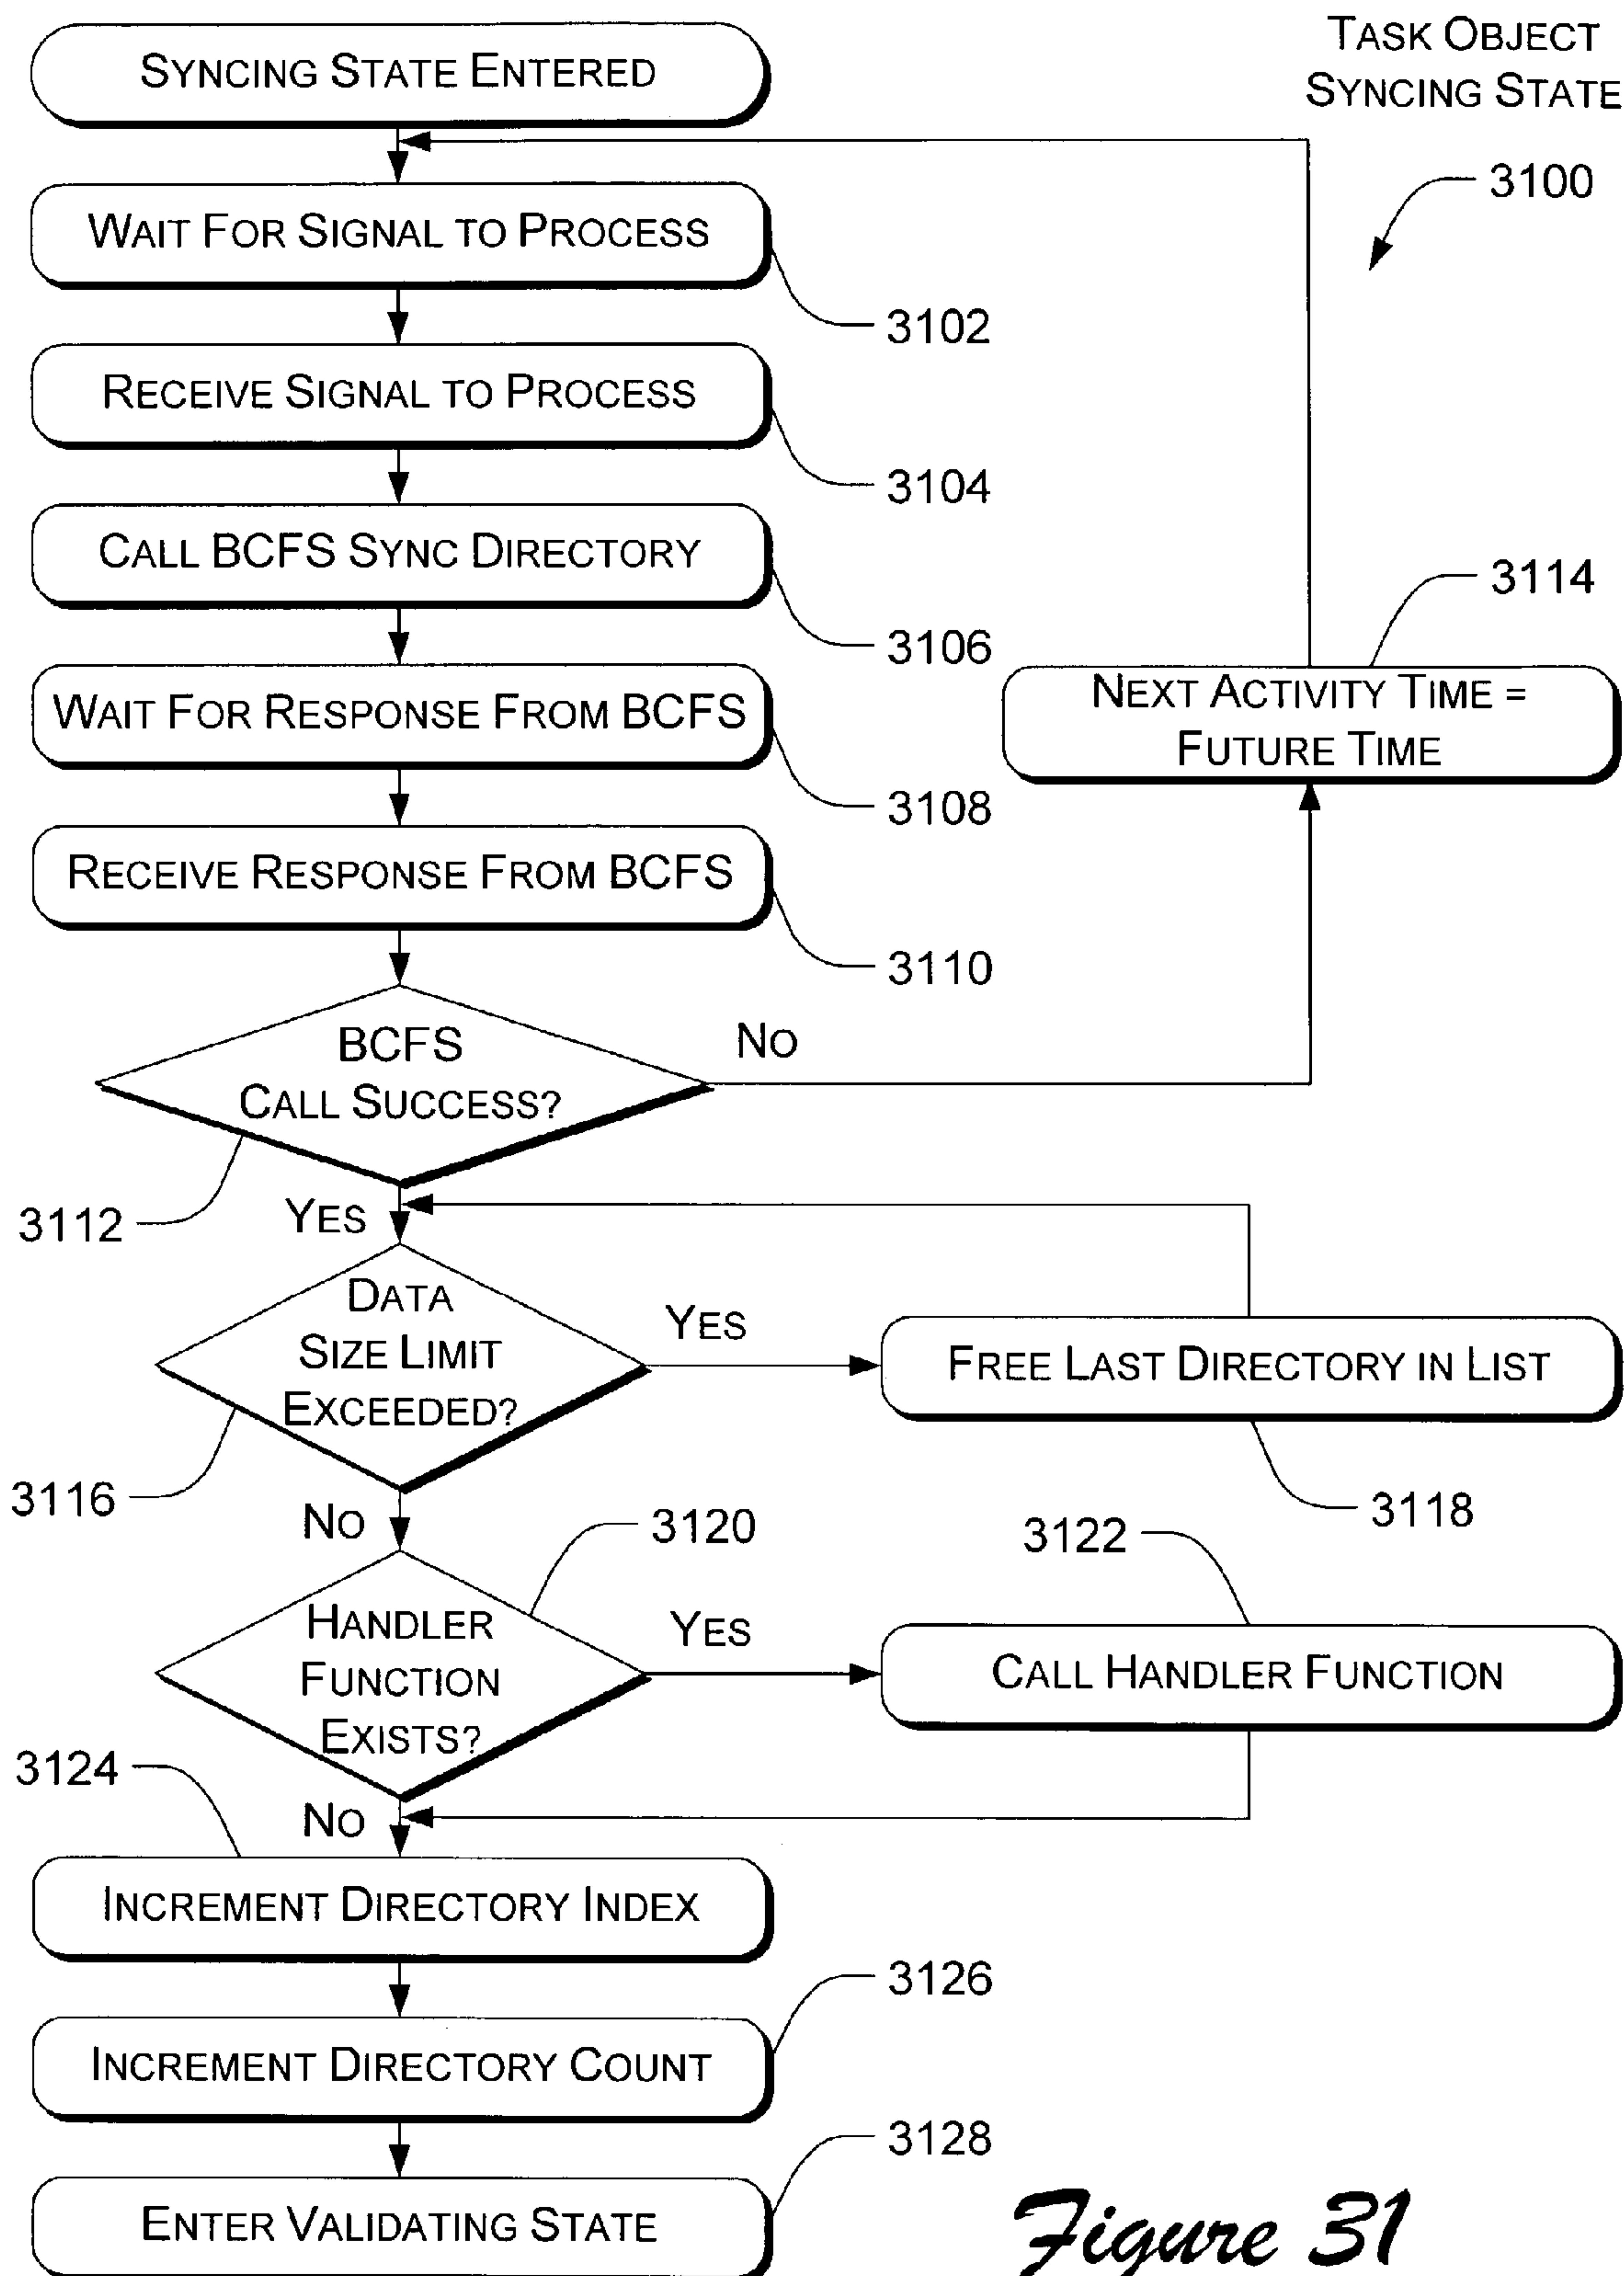 SYNCING STATE ENTERED
TASK OBJECT
SYNCING STATE
3100
WAIT FOR SIGNAL TO PROCESS
3102
RECEIVE SIGNAL TO PROCESS
3104
CALL BCFS SYNC DIRECTORY
3106
3114
NEXT ACTIVITY TIME =
FUTURE TIME
WAIT FOR RESPONSE FROM BCFS
3108
RECEIVE RESPONSE FROM BCFS
3110
BCFS
CALL SUCCESS?
NO
3112
YES
DATA
SIZE LIMIT
EXCEEDED?
YES
FREE LAST DIRECTORY IN LIST
3116
3118
NO
3120
3122
HANDLER
FUNCTION
EXISTS?
YES
CALL HANDLER FUNCTION
3124
NO
INCREMENT DIRECTORY INDEX
3126
INCREMENT DIRECTORY COUNT
3128
ENTER VALIDATING STATE
Figure 31